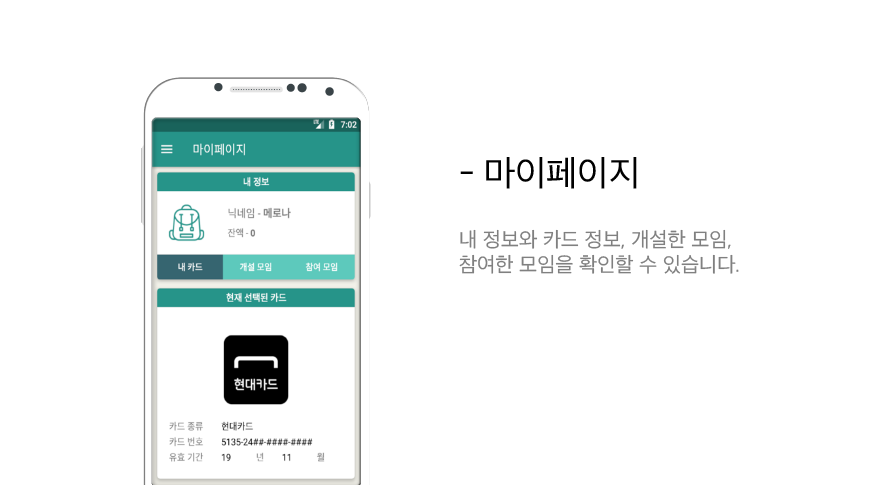 7:02
마이페이지
내 정보
닉네임 - 메로나
잔액 - 0
내 카드 개설 모임 참여 모임
현재 선택된 카드
현대카드
카드 종류 현대카드
카드 번호 5135-24##-####-####
유효 기간 19 년 11 월
- 마이페이지
내 정보와 카드 정보, 개설한 모임,
참여한 모임을 확인할 수 있습니다.